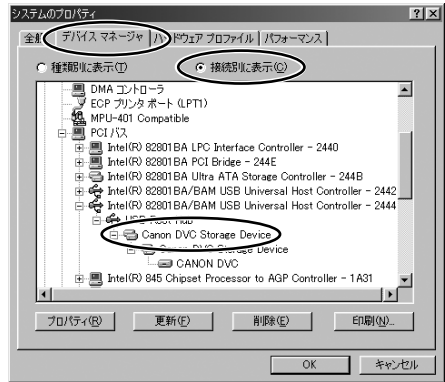 システムのプロパティ
全般 デバイス マネージャ ハードウェア プロファイル パフォーマンス
種類別に表示(T) 接続別に表示(C)
DMA コントローラ
ECP プリンタ ポート (LPT1)
MPU-401 Compatible
PCI バス
Intel(R) 82801BA LPC Interface Controller - 2440
Intel(R) 82801BA PCI Bridge - 244E
Intel(R) 82801BA Ultra ATA Storage Controller - 244B
Intel(R) 82801BA/BAM USB Universal Host Controller - 2442
Intel(R) 82801BA/BAM USB Universal Host Controller - 2444
USB Root Hub
Canon DVC Storage Device
Canon DVC Storage Device
CANON DVC
Intel(R) 845 Chipset Processor to AGP Controller - 1A31
プロパティ(R) 更新(F) 削除(E) 印刷(N)...
OK キャンセル